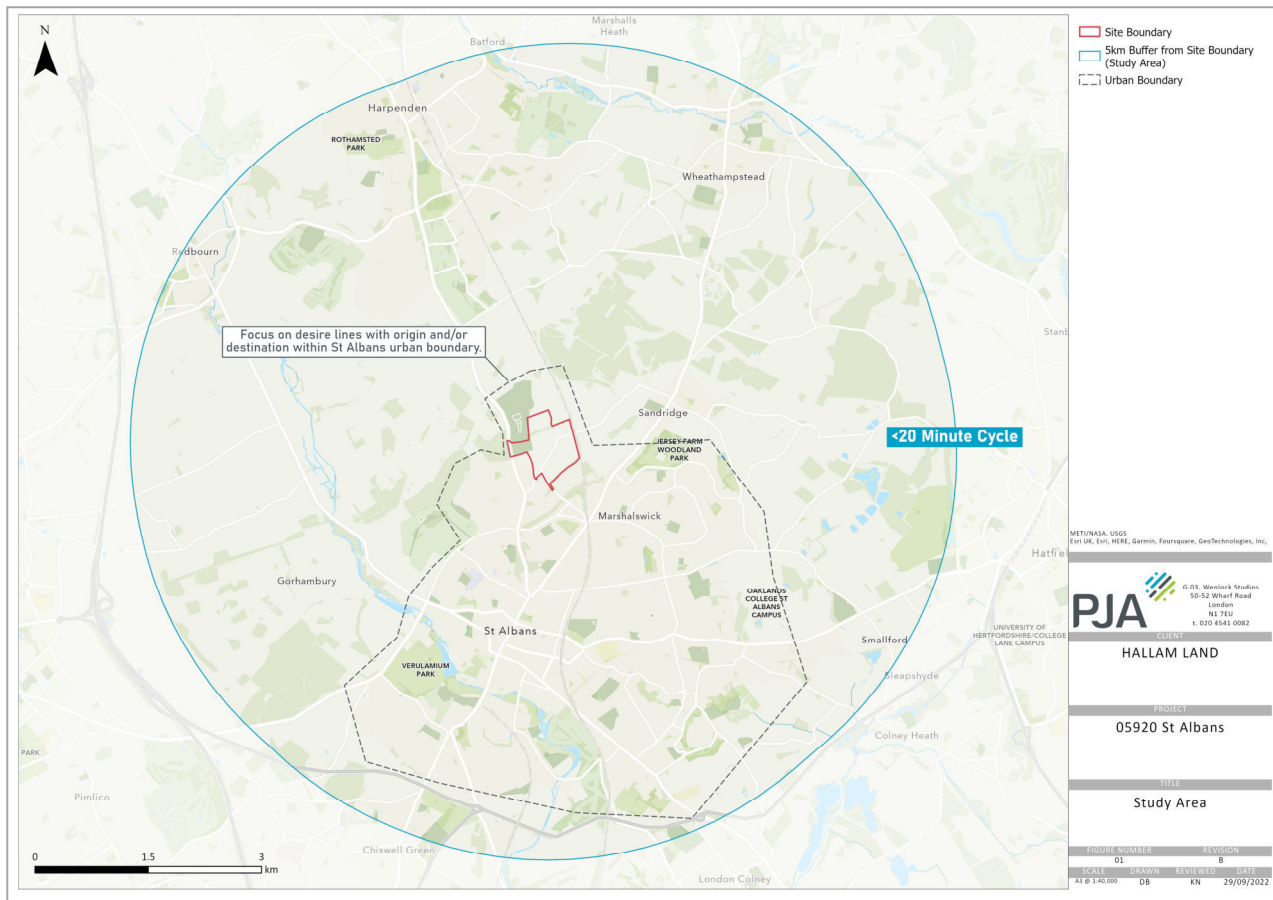 N
Marshalls
Heath
Batford
Harpenden
ROTHAMSTED
PARK
Wheathampstead
Redbourn
Focus on desire lines with origin and/or
destination within St Albans urban boundary.
Sandridge
<20 Minute Cycle
JERSEY FARM
WOODLAND
PARK
Marshalswick
Gorhambury
OAKLANDS
COLLEGE ST
ALBANS
CAMPUS
St Albans
UNIVERSITY OF
HERTFORDSHIRE/COLLEGE
LANE CAMPUS
Smallford
VERULAMIUM
PARK
Sleapshyde
Colney Heath
PARK
Pimlico
Chiswell Green
London Colney
0
1.5
3
km
Site Boundary
5km Buffer from Site Boundary
(Study Area)
Urban Boundary
METI/NASA, USGS
Esri UK, Esri, HERE, Garmin, Foursquare, GeoTechnologies, Inc,
PJA
G.03, Wenlock Studios
50-52 Wharf Road
London
N1 7EU
t. 020 4541 0082
CLIENT
HALLAM LAND
PROJECT
05920 St Albans
TITLE
Study Area
FIGURE NUMBER
REVISION
01
B
SCALE
DRAWN
REVIEWED
DATE
A3 @ 1:40,000
DB
KN
29/09/2022